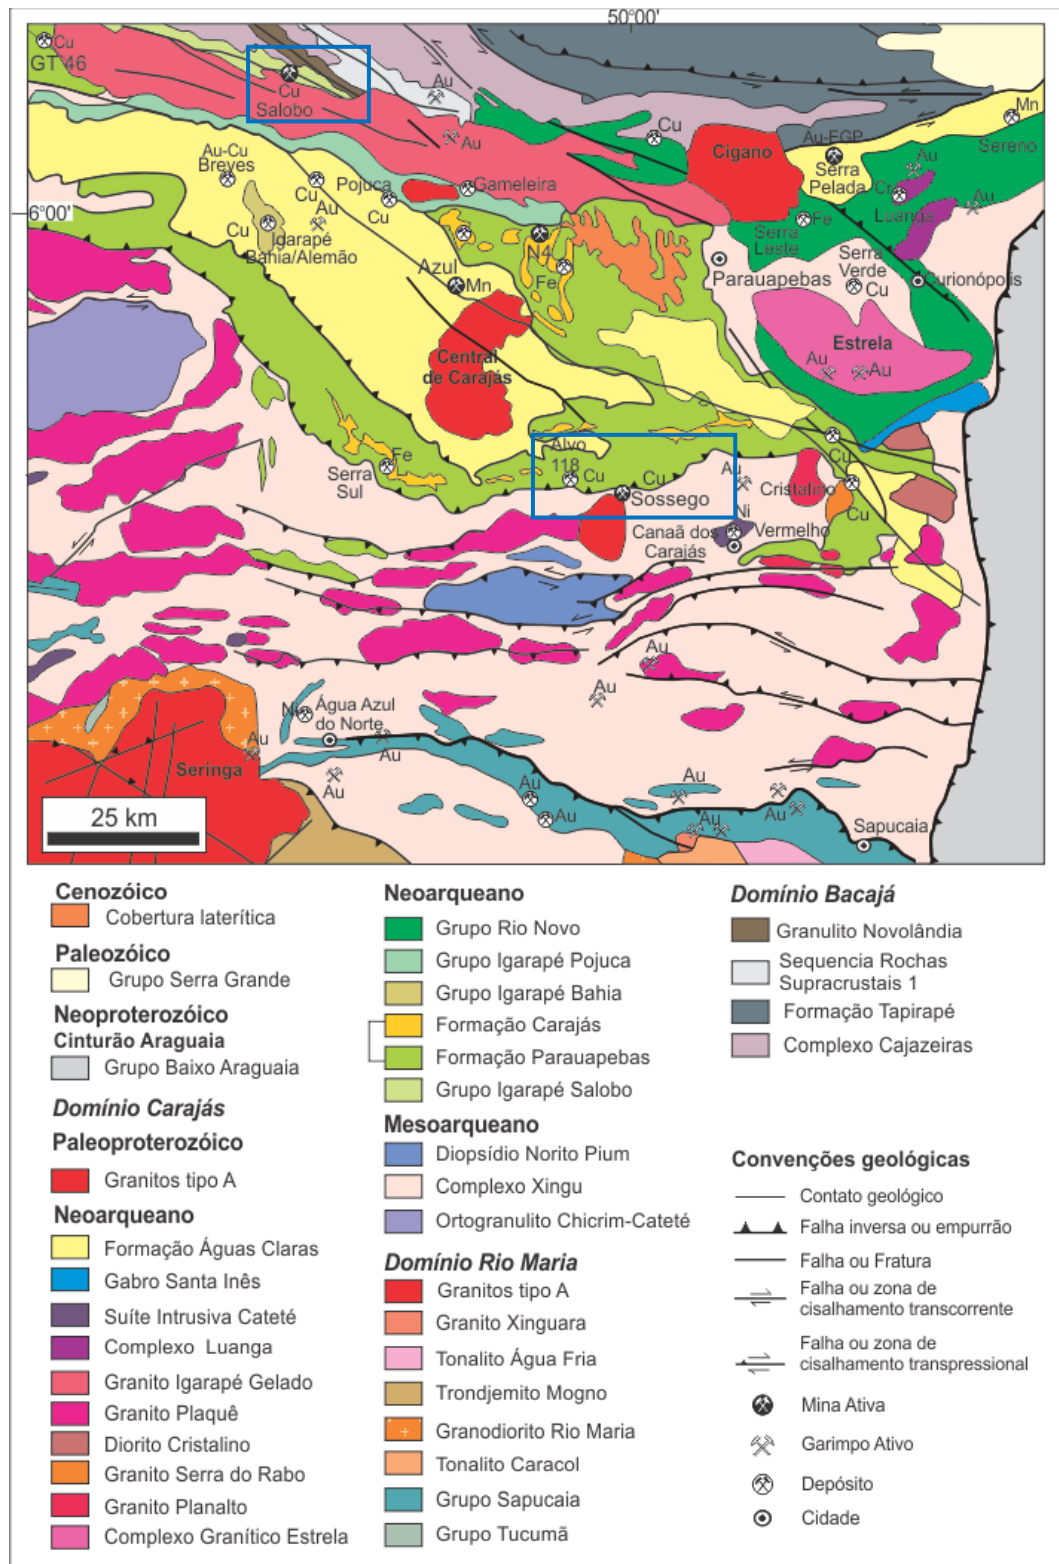 50°00'
Cu
GT 46
Cu
Salobo
Au
Au
Cu
Mn
Sereno
Au-EGP
Serra
Pelada
Cigano
Au
Cr
Luanga
Au
Au-Cu
Breves
Cu
Pojuca
Cu
Gameleira
6°00'
Cu
Au
Igarapé
Bahia/Alemão
N4
Fe
Azul
Mn
Fe
Serra
Leste
Parauapebas
Serra
Verde
Cu
Curionópolis
Estrela
Au
Au
Central
de Carajás
Fe
Serra
Sul
Alvo
118
Cu
Cu
Sossego
Au
Ni
Cristalino
Cu
Cu
Canaã dos
Carajás
Vermelho
Au
Au
Ni
Água Azul
do Norte
Au
Au
Au
Seringa
Au
Au
Au
Au
Au
Sapucaia
25 km
Cenozóico
Cobertura laterítica
Paleozóico
Grupo Serra Grande
Neoproterozóico
Cinturão Araguaia
Grupo Baixo Araguaia
Domínio Carajás
Paleoproterozóico
Granitos tipo A
Neoarqueano
Formação Águas Claras
Gabro Santa Inês
Suíte Intrusiva Cateté
Complexo Luanga
Granito Igarapé Gelado
Granito Plaquê
Diorito Cristalino
Granito Serra do Rabo
Granito Planalto
Complexo Granítico Estrela
Neoarqueano
Grupo Rio Novo
Grupo Igarapé Pojuca
Grupo Igarapé Bahia
Formação Carajás
Formação Parauapebas
Grupo Igarapé Salobo
Mesoarqueano
Diopsídio Norito Pium
Complexo Xingu
Ortogranulito Chicrim-Cateté
Domínio Rio Maria
Granitos tipo A
Granito Xinguara
Tonalito Água Fria
Trondjemito Mogno
Granodiorito Rio Maria
Tonalito Caracol
Grupo Sapucaia
Grupo Tucumã
Domínio Bacajá
Granulito Novolândia
Sequencia Rochas
Supracrustais 1
Formação Tapirapé
Complexo Cajazeiras
Convenções geológicas
Contato geológico
Falha inversa ou empurrão
Falha ou Fratura
Falha ou zona de
cisalhamento transcorrente
Falha ou zona de
cisalhamento transpressional
Mina Ativa
Garimpo Ativo
Depósito
Cidade